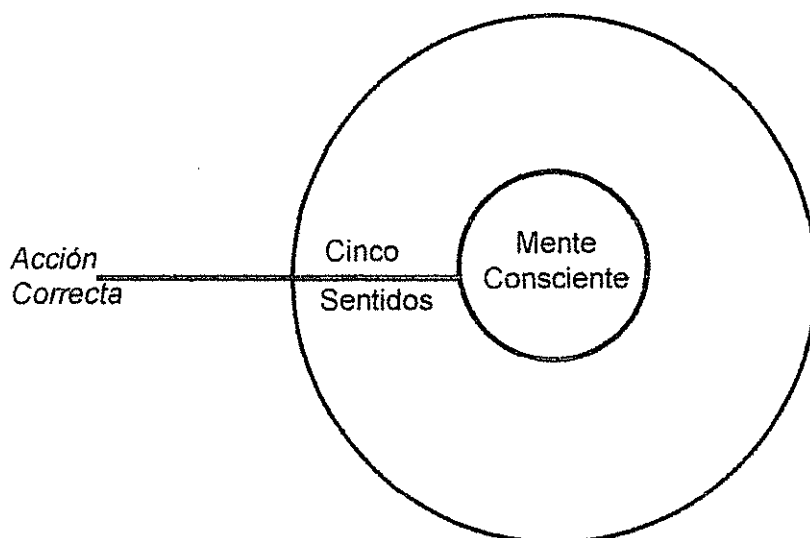 Acción
Correcta
Cinco
Sentidos
Mente
Consciente